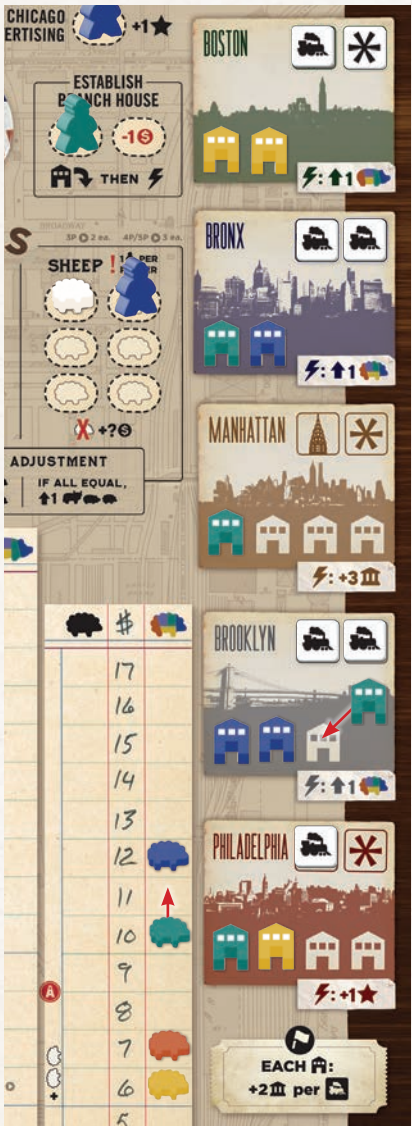 CHICAGO
ERTISING
+1
ESTABLISH
BRANCH HOUSE
-1$
THEN
BROADWAY
S
3P 2 ea. 4P/5P 3 ea.
SHEEP ! 1 PER
+?$
ADJUSTMENT
IF ALL EQUAL,
1
$
17
16
15
14
13
12
11
10
9
A
8
7
6
+
5
BOSTON
: 1
BRONX
: 1
MANHATTAN
: +3
BROOKLYN
: 1
PHILADELPHIA
: +1
EACH :
+2 per